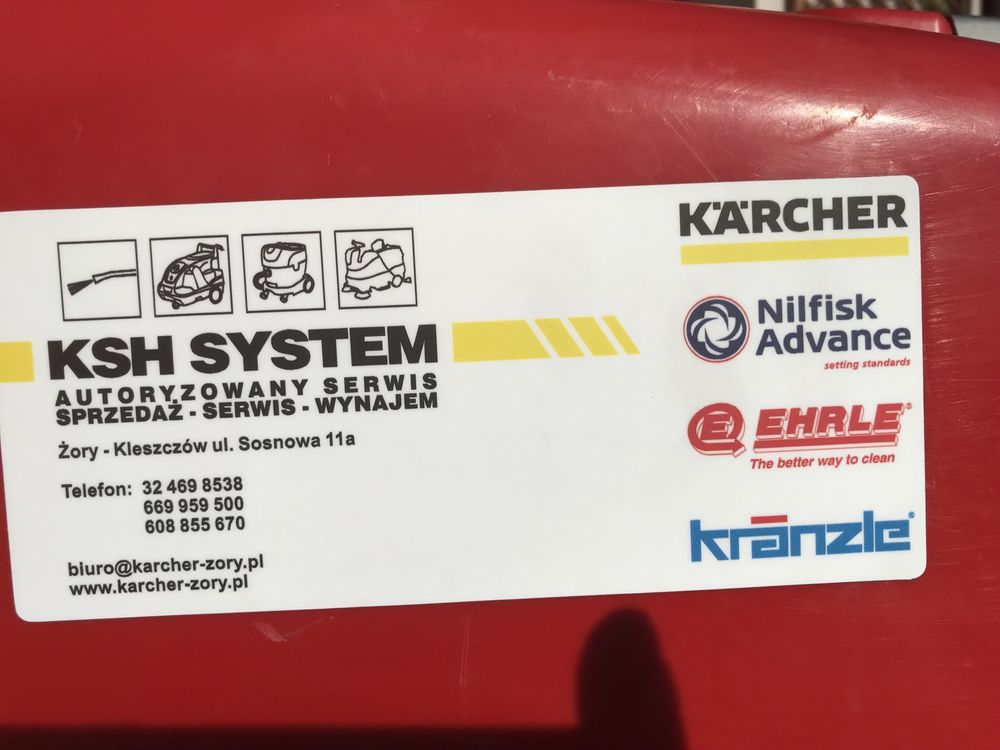 KSH SYSTEM
AUTORYZOWANY SERWIS
SPRZEDAŻ - SERWIS - WYNAJEM
Żory - Kleszczów ul. Sosnowa 11a
Telefon: 32 469 8538
669 959 500
608 855 670
biuro@karcher-zory.pl
www.karcher-zory.pl
KÄRCHER
Nilfisk
Advance
setting standards
E EHRLE®
The better way to clean
kränzle®